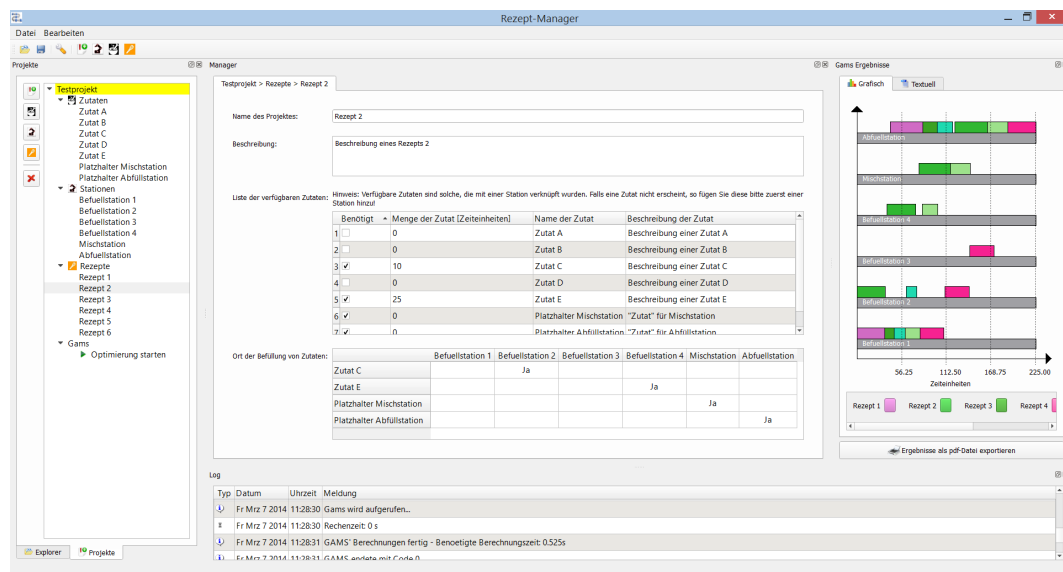 Rezept-Manager
Datei Bearbeiten
Projekte
Testprojekt
Zutaten
Zutat A
Zutat B
Zutat C
Zutat D
Zutat E
Platzhalter Mischstation
Platzhalter Abfüllstation
Stationen
Befuellstation 1
Befuellstation 2
Befuellstation 3
Befuellstation 4
Mischstation
Abfuellstation
Rezepte
Rezept 1
Rezept 2
Rezept 3
Rezept 4
Rezept 5
Rezept 6
Gams
Optimierung starten
Explorer Projekte
Manager
Testprojekt > Rezepte > Rezept 2
Name des Projektes: Rezept 2
Beschreibung: Beschreibung eines Rezepts 2
Liste der verfügbaren Zutaten: Hinweis: Verfügbare Zutaten sind solche, die mit einer Station verknüpft wurden. Falls eine Zutat nicht erscheint, so fügen Sie diese bitte zuerst einer
Station hinzu!
Benötigt Menge der Zutat [Zeiteinheiten] Name der Zutat Beschreibung der Zutat
1 0 Zutat A Beschreibung einer Zutat A
2 0 Zutat B Beschreibung einer Zutat B
3 10 Zutat C Beschreibung einer Zutat C
4 0 Zutat D Beschreibung einer Zutat D
5 25 Zutat E Beschreibung einer Zutat E
6 0 Platzhalter Mischstation "Zutat" für Mischstation
7 0 Platzhalter Abfüllstation "Zutat" für Abfüllstation
Ort der Befüllung von Zutaten: Befuellstation 1 Befuellstation 2 Befuellstation 3 Befuellstation 4 Mischstation Abfuellstation
Zutat C Ja
Zutat E Ja
Platzhalter Mischstation Ja
Platzhalter Abfüllstation Ja
Gams Ergebnisse
Grafisch Textuell
Abfuellstation
Mischstation
Befuellstation 4
Befuellstation 3
Befuellstation 2
Befuellstation 1
56.25 112.50 168.75 225.00
Zeiteinheiten
Rezept 1 Rezept 2 Rezept 3 Rezept 4
Ergebnisse als pdf-Datei exportieren
Log
Typ Datum Uhrzeit Meldung
Fr Mrz 7 2014 11:28:30 Gams wird aufgerufen...
Fr Mrz 7 2014 11:28:30 Rechenzeit: 0 s
Fr Mrz 7 2014 11:28:31 GAMS' Berechnungen fertig - Benoetigte Berechnungszeit: 0.525s
Fr Mrz 7 2014 11:28:31 GAMS endete mit Code 0